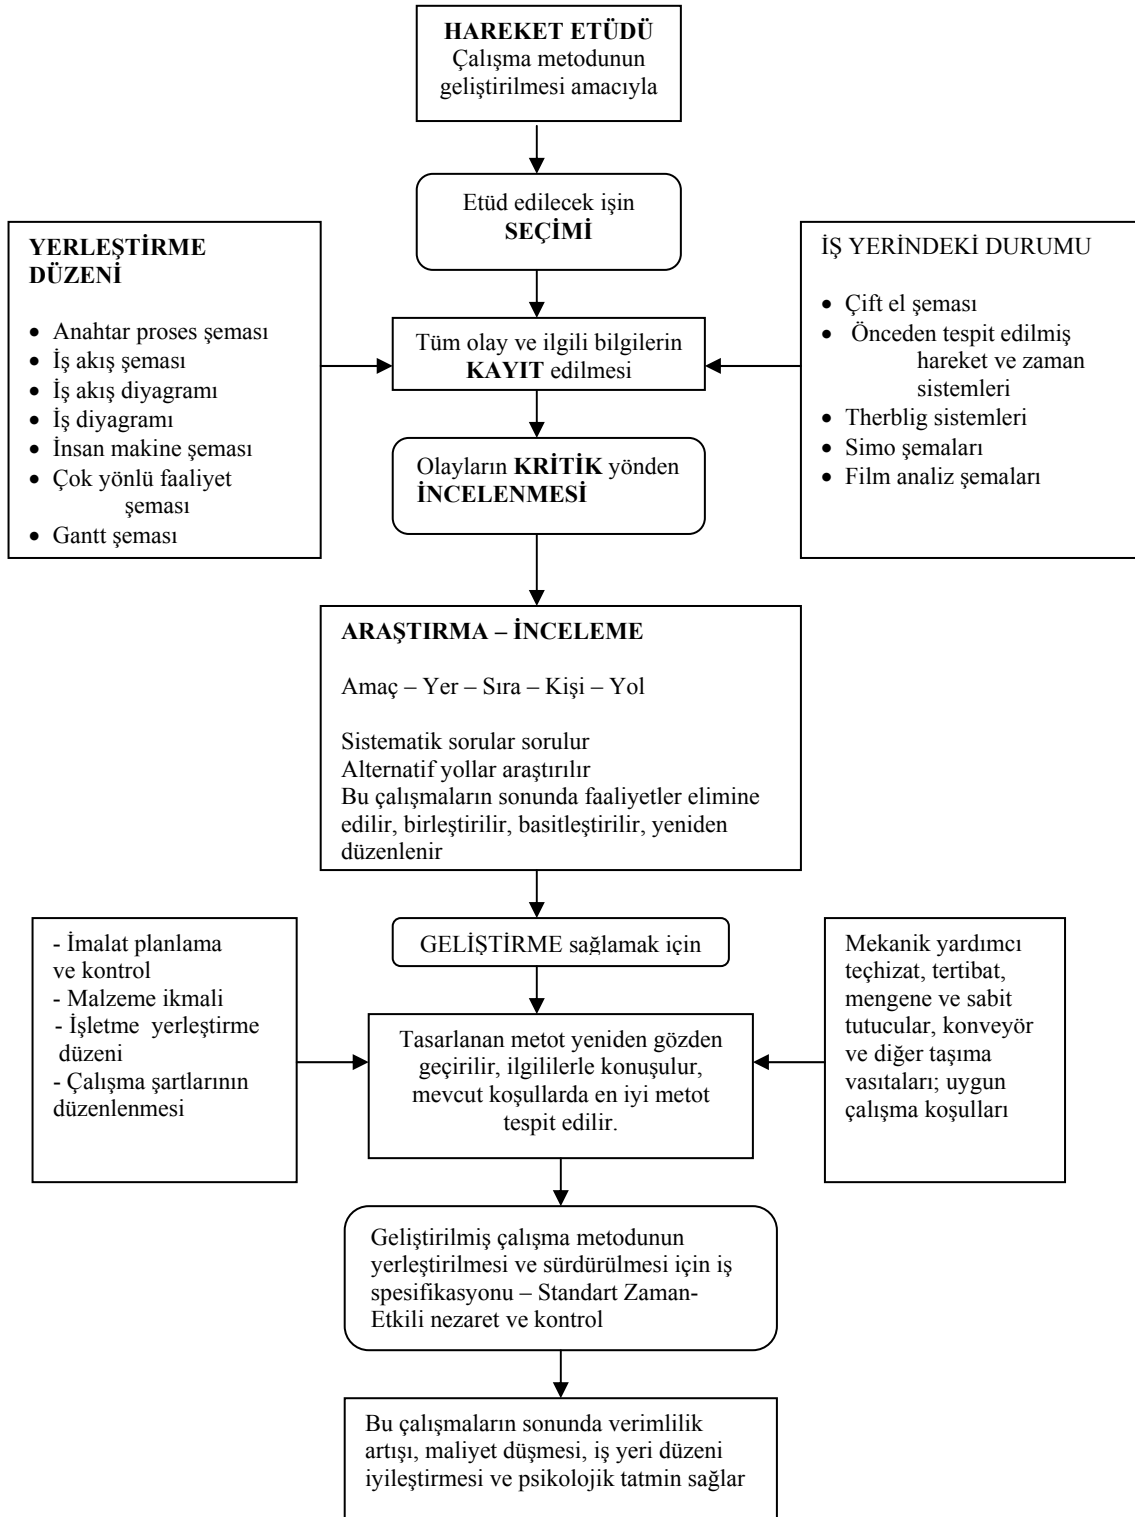 HAREKET ETÜDÜ
Çalışma metodunun
geliştirilmesi amacıyla
Etüd edilecek işin
SEÇİMİ
YERLEŞTİRME
DÜZENİ
• Anahtar proses şeması
• İş akış şeması
• İş akış diyagramı
• İş diyagramı
• İnsan makine şeması
• Çok yönlü faaliyet
şeması
• Gantt şeması
Tüm olay ve ilgili bilgilerin
KAYIT edilmesi
İŞ YERİNDEKİ DURUMU
• Çift el şeması
• Önceden tespit edilmiş
hareket ve zaman
sistemleri
• Therblig sistemleri
• Simo şemaları
• Film analiz şemaları
Olayların KRİTİK yönden
İNCELENMESİ
ARAŞTIRMA – İNCELEME
Amaç – Yer – Sıra – Kişi – Yol
Sistematik sorular sorulur
Alternatif yollar araştırılır
Bu çalışmaların sonunda faaliyetler elimine
edilir, birleştirilir, basitleştirilir, yeniden
düzenlenir
GELİŞTİRME sağlamak için
- İmalat planlama
ve kontrol
- Malzeme ikmali
- İşletme yerleştirme
düzeni
- Çalışma şartlarının
düzenlenmesi
Tasarlanan metot yeniden gözden
geçirilir, ilgililerle konuşulur,
mevcut koşullarda en iyi metot
tespit edilir.
Mekanik yardımcı
teçhizat, tertibat,
mengene ve sabit
tutucular, konveyör
ve diğer taşıma
vasıtaları; uygun
çalışma koşulları
Geliştirilmiş çalışma metodunun
yerleştirilmesi ve sürdürülmesi için iş
spesifikasyonu – Standart Zaman-
Etkili nezaret ve kontrol
Bu çalışmaların sonunda verimlilik
artışı, maliyet düşmesi, iş yeri düzeni
iyileştirmesi ve psikolojik tatmin sağlar